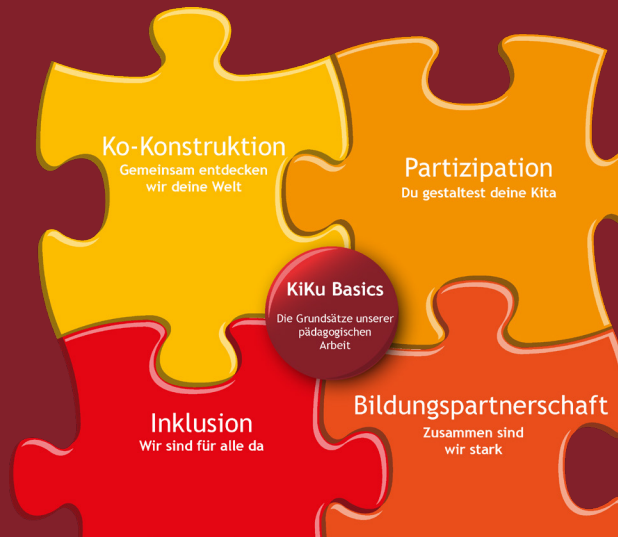 Ko-Konstruktion
Gemeinsam entdecken
wir deine Welt
Partizipation
Du gestaltest deine Kita
KiKu Basics
Die Grundsätze unserer
pädagogischen
Arbeit
Inklusion
Wir sind für alle da
Bildungspartnerschaft
Zusammen sind
wir stark